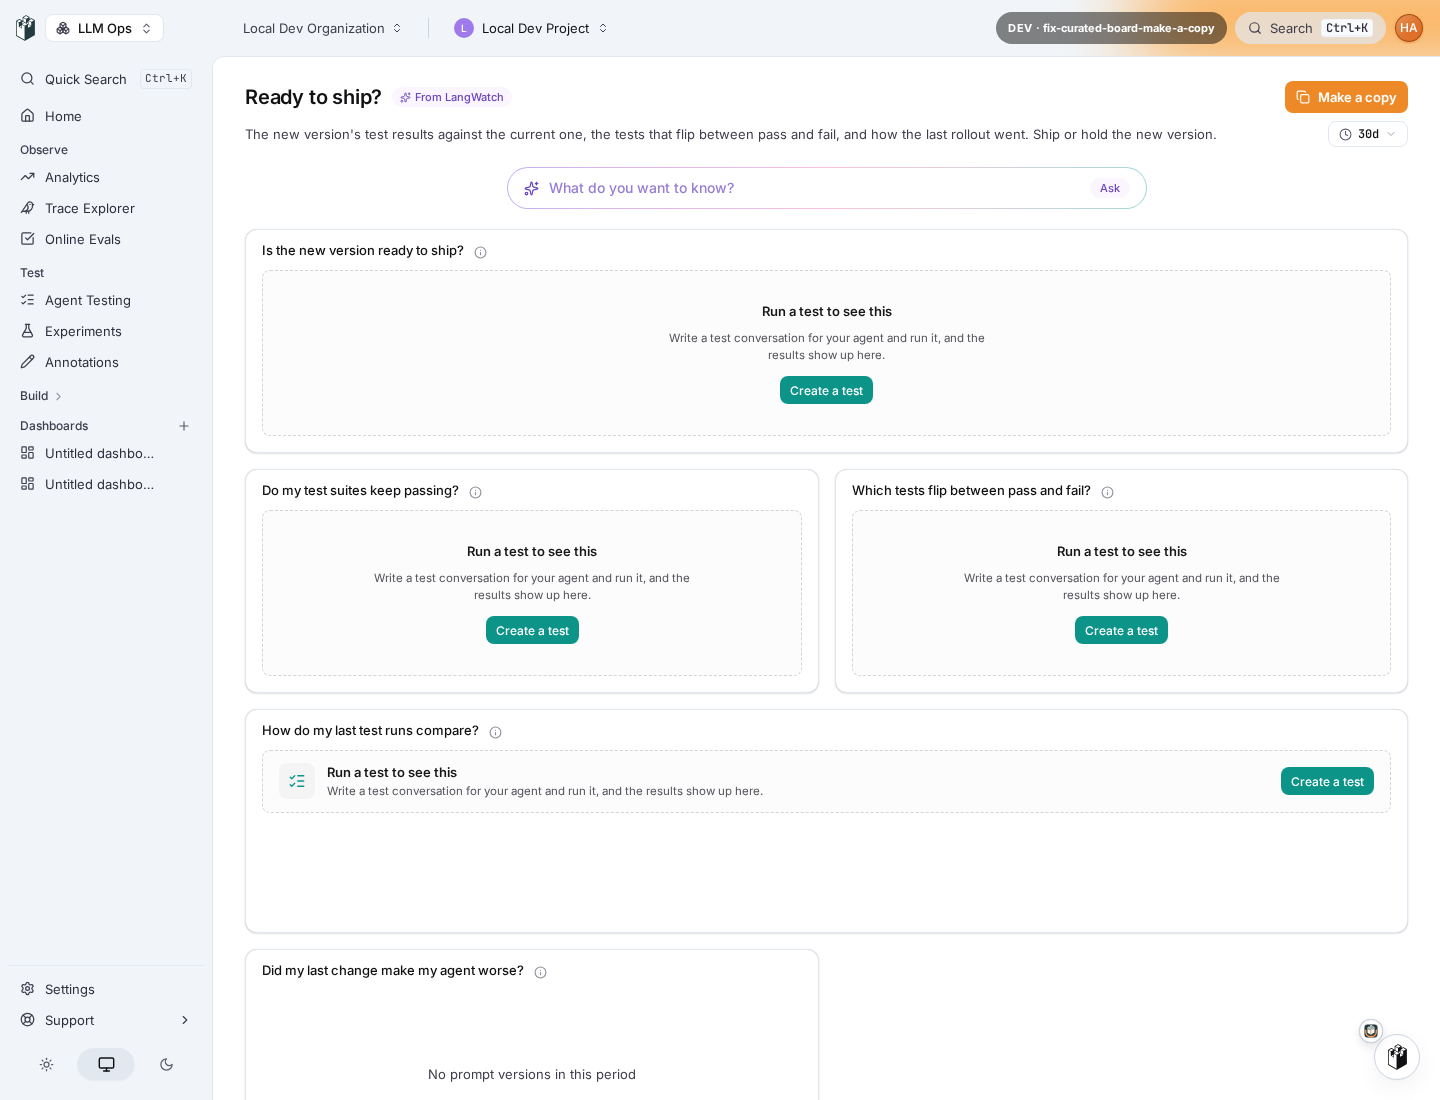 LLM Ops
Local Dev Organization
L
Local Dev Project
DEV · fix-curated-board-make-a-copy
Search
Ctrl+K
HA
Quick Search
Ctrl+K
Home
Observe
Analytics
Trace Explorer
Online Evals
Test
Agent Testing
Experiments
Annotations
Build
Dashboards
Untitled dashbo...
Untitled dashbo...
Settings
Support
Ready to ship?
From LangWatch
Make a copy
The new version's test results against the current one, the tests that flip between pass and fail, and how the last rollout went. Ship or hold the new version.
30d
What do you want to know?
Ask
Is the new version ready to ship?
Run a test to see this
Write a test conversation for your agent and run it, and the
results show up here.
Create a test
Do my test suites keep passing?
Run a test to see this
Write a test conversation for your agent and run it, and the
results show up here.
Create a test
Which tests flip between pass and fail?
Run a test to see this
Write a test conversation for your agent and run it, and the
results show up here.
Create a test
How do my last test runs compare?
Run a test to see this
Write a test conversation for your agent and run it, and the results show up here.
Create a test
Did my last change make my agent worse?
No prompt versions in this period